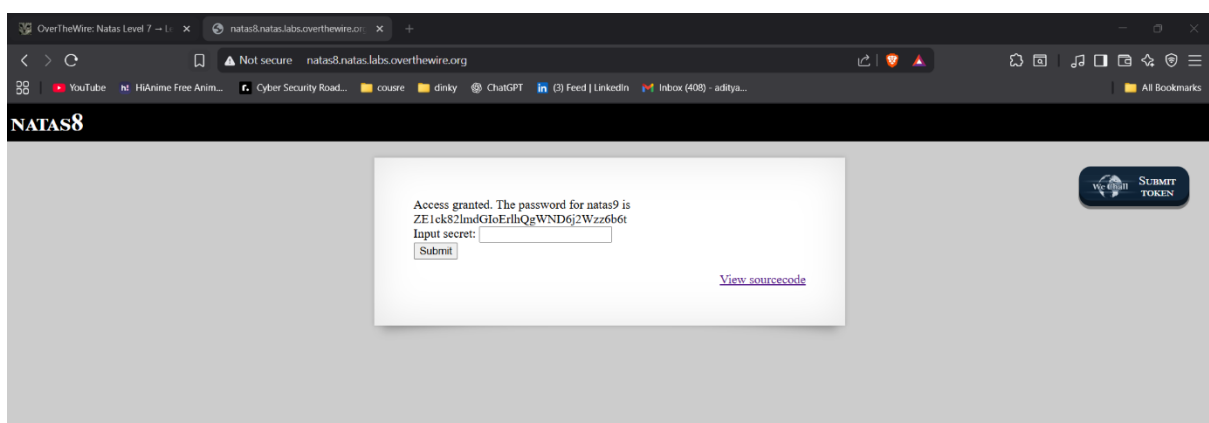 OverTheWire: Natas Level 7 → Le
natas8.natas.labs.overthewire.or
Not secure natas8.natas.labs.overthewire.org
YouTube
HiAnime Free Anim...
Cyber Security Road...
cousre
dinky
ChatGPT
(3) Feed | LinkedIn
Inbox (408) - aditya...
All Bookmarks
NATAS8
We Chall SUBMIT TOKEN
Access granted. The password for natas9 is
ZE1ck82lmdGIoErlhQgWND6j2Wzz6b6t
Input secret:
Submit
View sourcecode